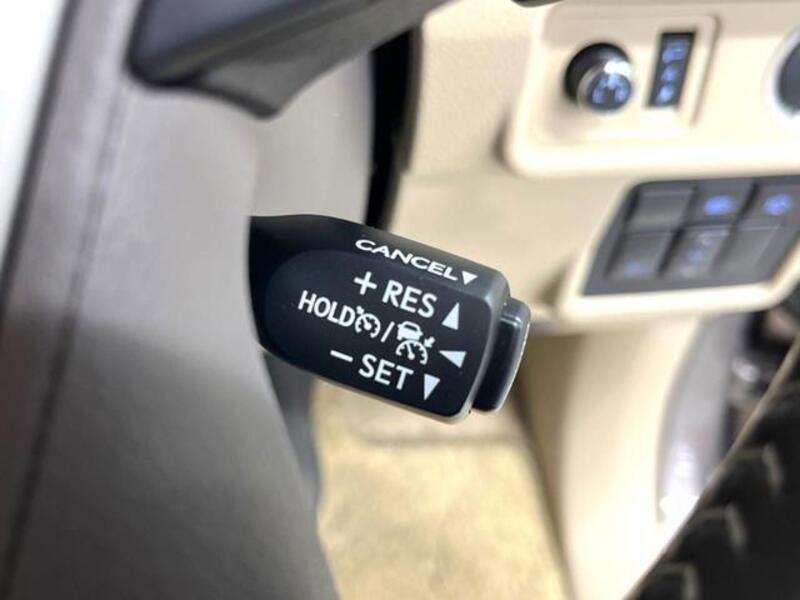 CANCEL▼
+ RES ▲
HOLD / ◄
− SET ▼